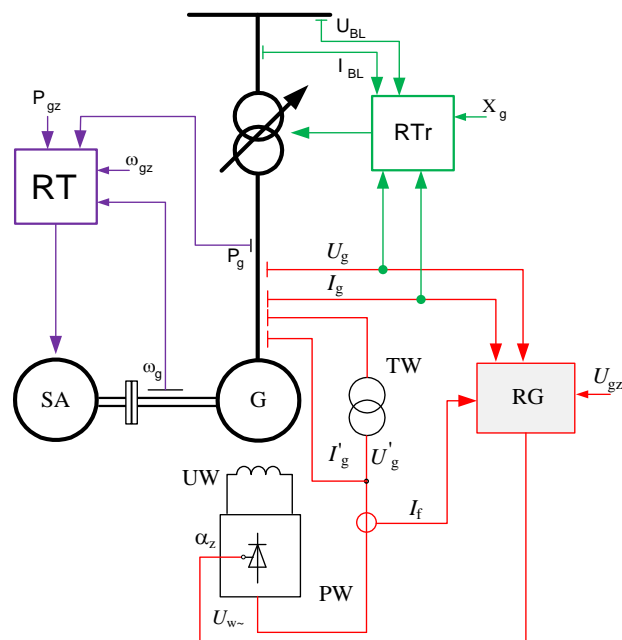 U_BL
I_BL
P_gz
X_g
RTr
RT
ω_gz
P_g
U_g
I_g
ω_g
TW
U_gz
SA
G
RG
I'_g
U'_g
UW
I_f
α_z
PW
U_w~